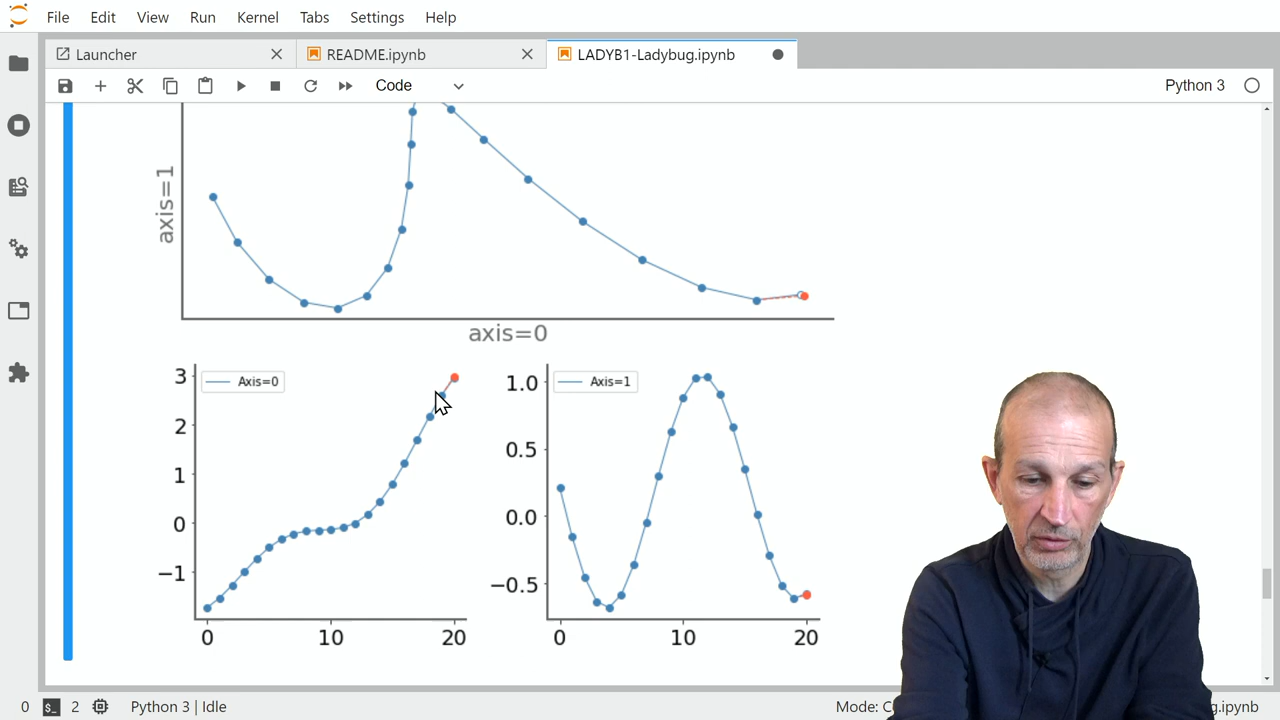 File Edit View Run Kernel Tabs Settings Help
Launcher README.ipynb LADYB1-Ladybug.ipynb
Code Python 3
axis=1
axis=0
3 Axis=0 1.0 Axis=1
2 0.5
1
0 0.0
−1 −0.5
0 10 20 0 10 20
0 $_ 2 Python 3 | Idle Mode: C g.ipynb